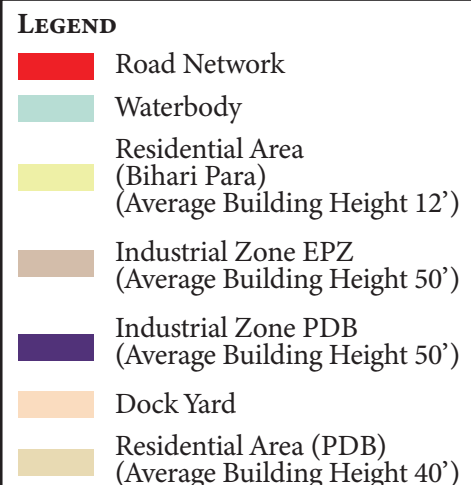 LEGEND
Road Network
Waterbody
Residential Area
(Bihari Para)
(Average Building Height 12’)
Industrial Zone EPZ
(Average Building Height 50’)
Industrial Zone PDB
(Average Building Height 50’)
Dock Yard
Residential Area (PDB)
(Average Building Height 40’)